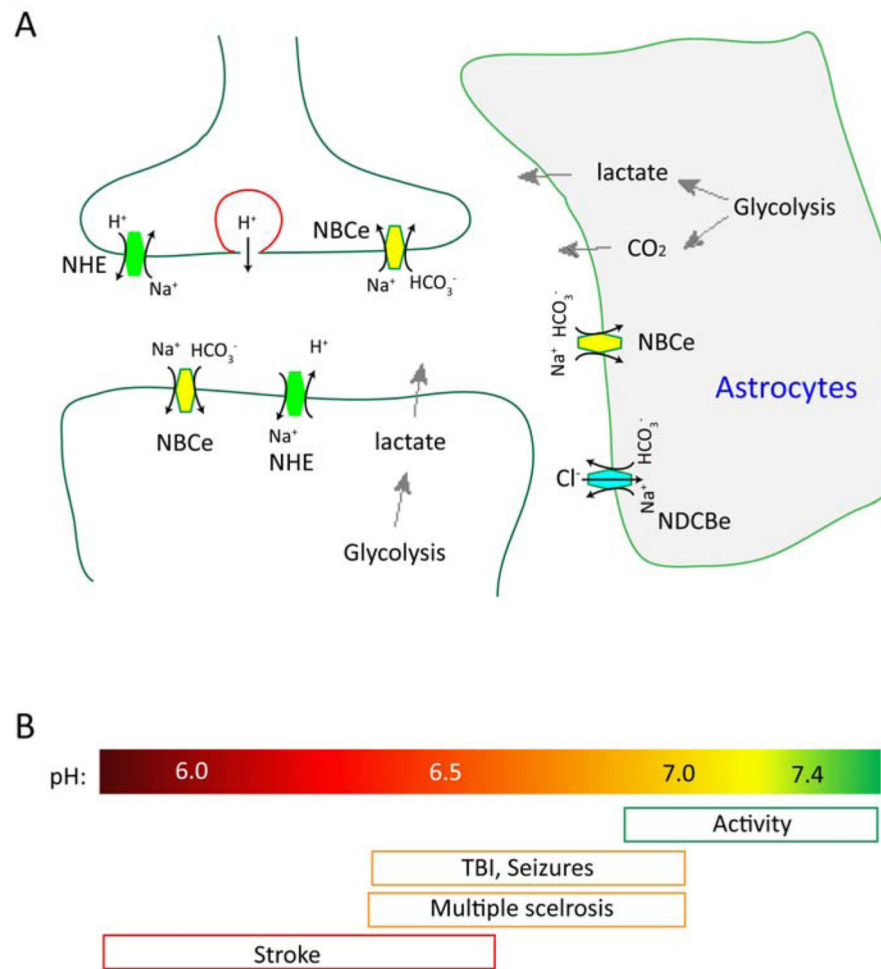 A
H⁺
NHE
Na⁺
H⁺
NBCe
Na⁺
HCO₃⁻
Na⁺
HCO₃⁻
NBCe
H⁺
Na⁺
NHE
lactate
Glycolysis
lactate
Glycolysis
CO₂
Na⁺
HCO₃⁻
NBCe
Astrocytes
Cl⁻
HCO₃⁻
Na⁺
NDCBe
B
pH: 6.0 6.5 7.0 7.4
Activity
TBI, Seizures
Multiple scelrosis
Stroke